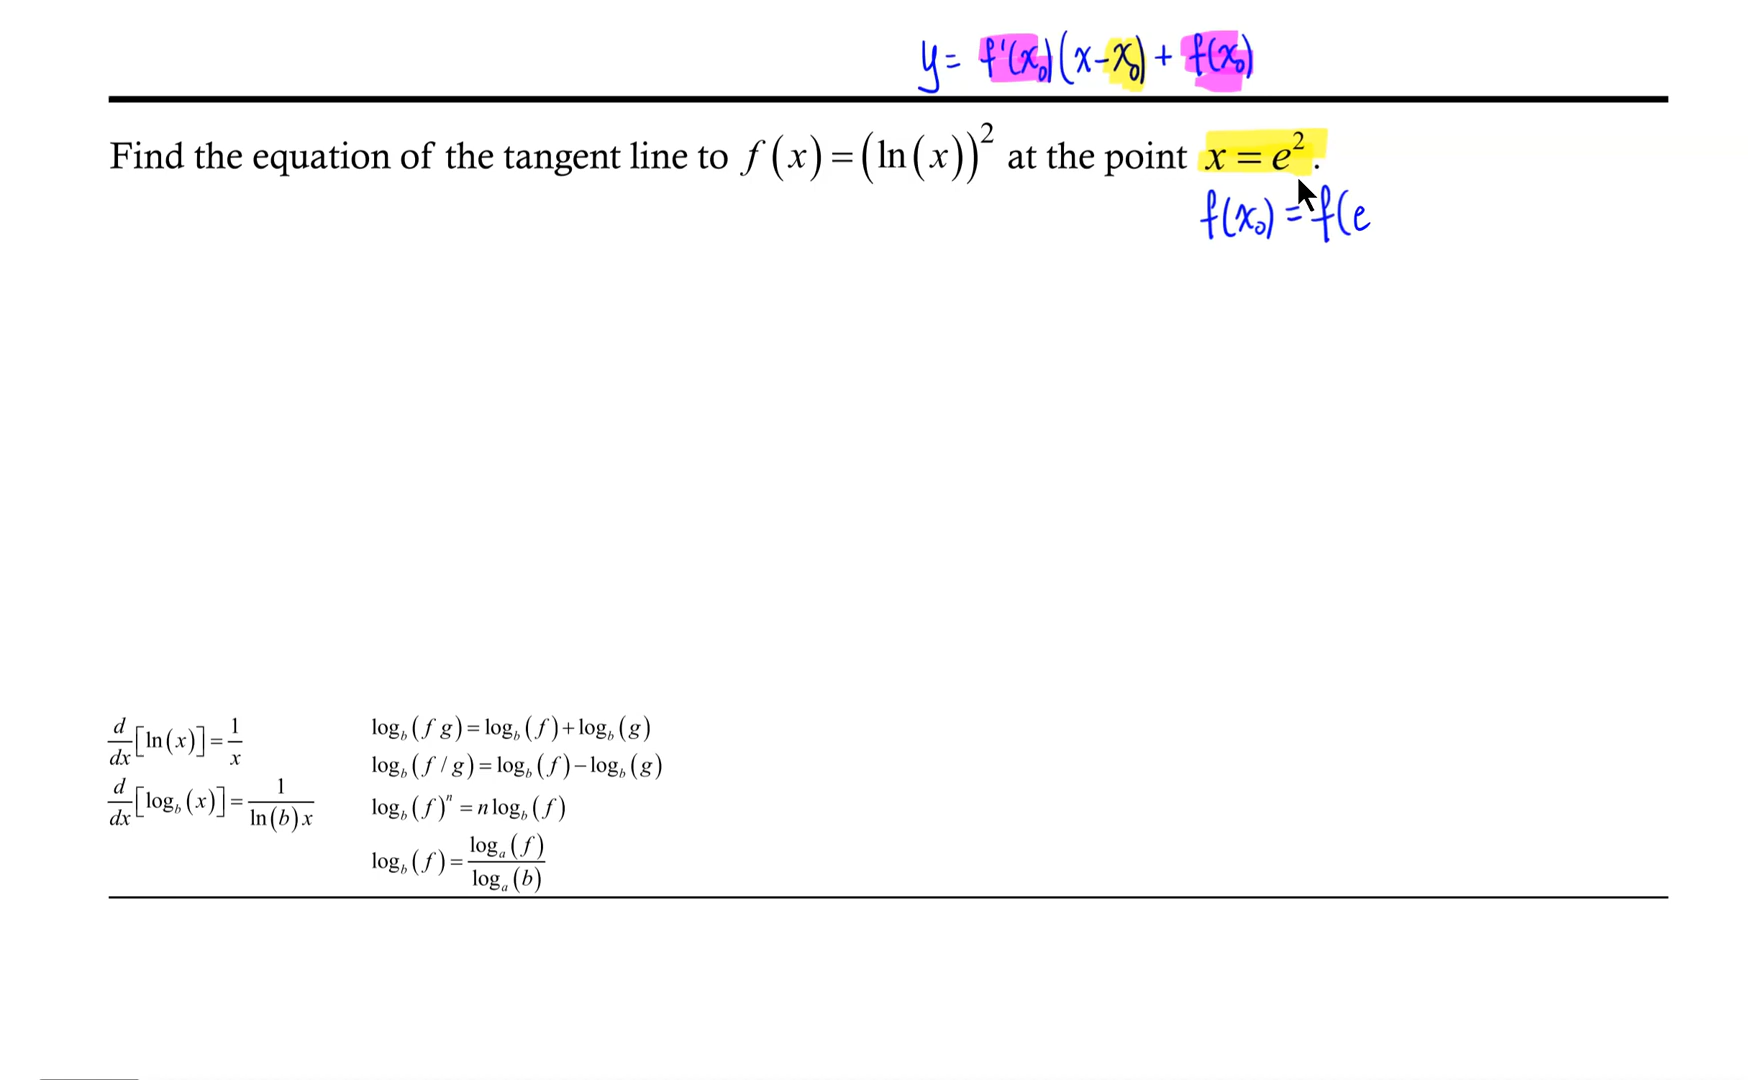 y = f'(x₀)(x-x₀) + f(x₀)
Find the equation of the tangent line to f(x) = (ln(x))² at the point x = e².
f(x₀) = f(e
d/dx [ln(x)] = 1/x
d/dx [log_b(x)] = 1/(ln(b)x)
log_b(f g) = log_b(f) + log_b(g)
log_b(f / g) = log_b(f) − log_b(g)
log_b(f)ⁿ = n log_b(f)
log_b(f) = log_a(f)/log_a(b)